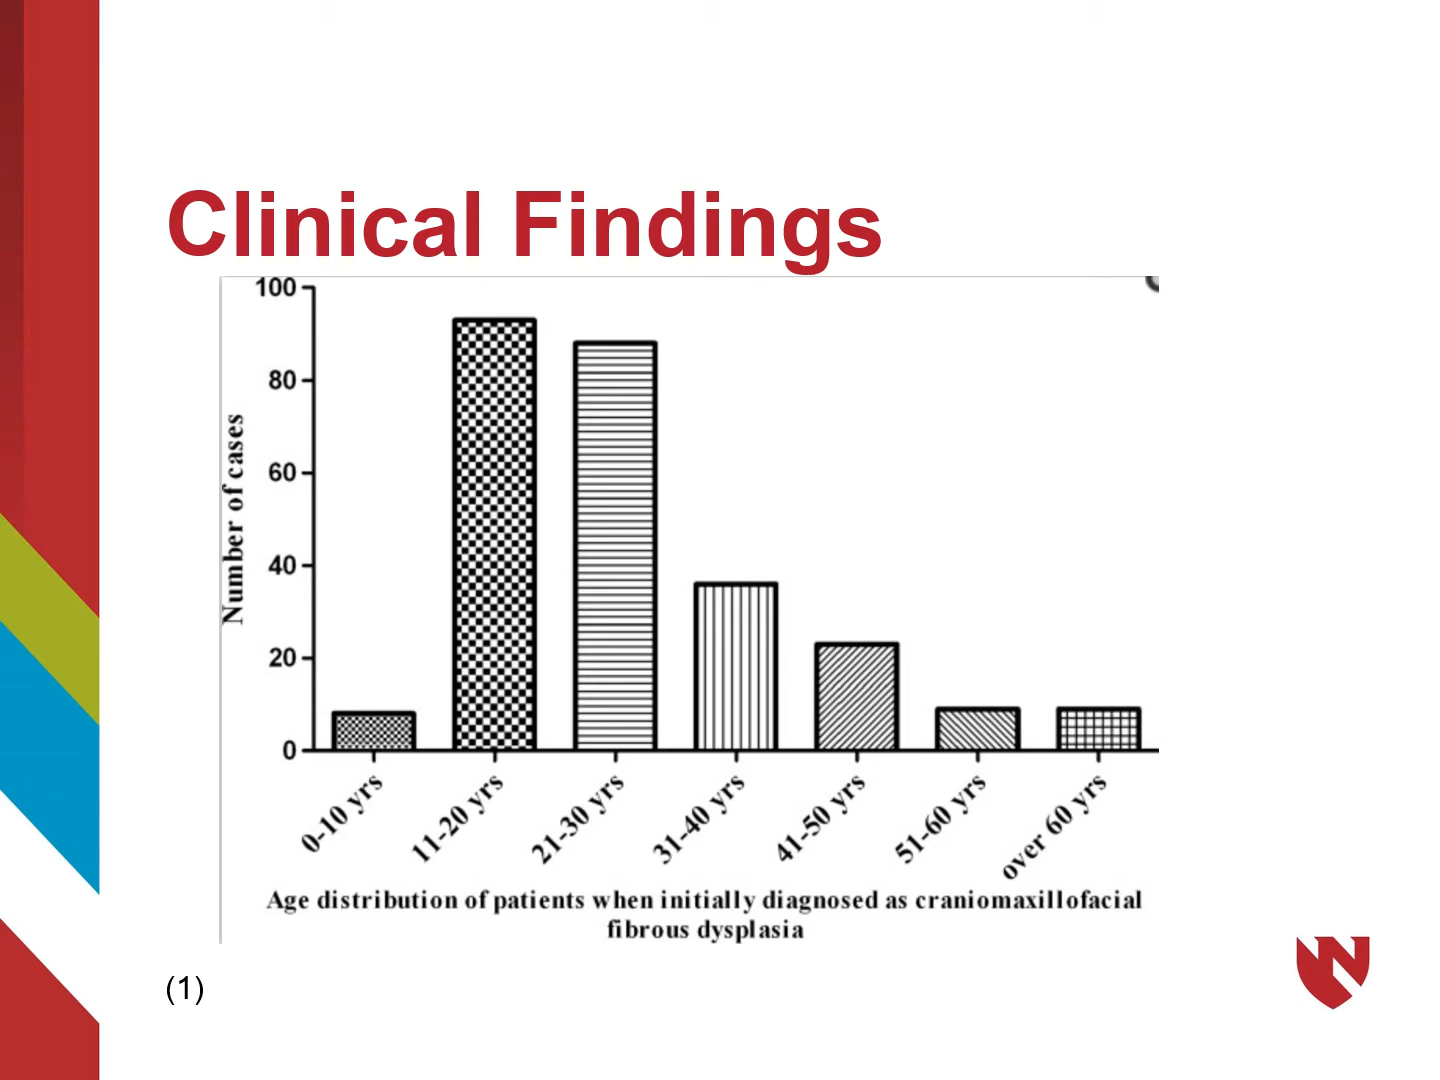 Clinical Findings
100
80
60
40
20
0
Number of cases
0-10 yrs
11-20 yrs
21-30 yrs
31-40 yrs
41-50 yrs
51-60 yrs
over 60 yrs
Age distribution of patients when initially diagnosed as craniomaxillofacial
fibrous dysplasia
(1)